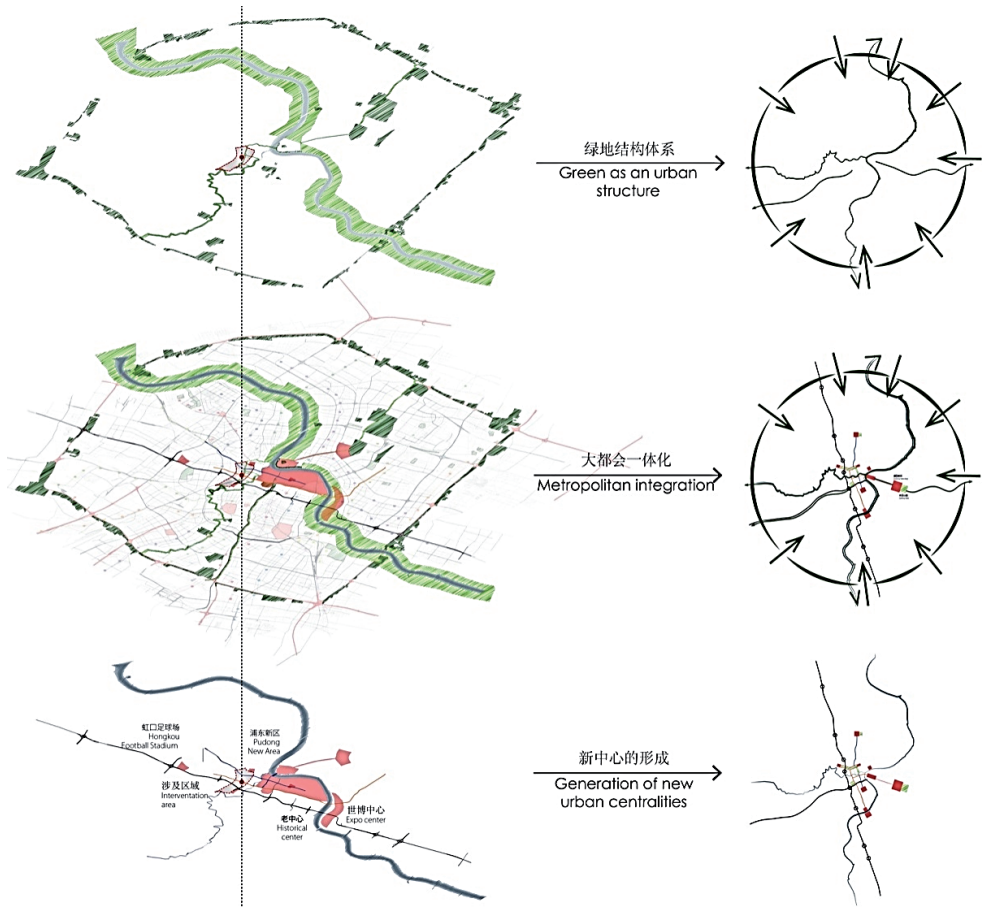 绿地结构体系
Green as an urban
structure
大都会一体化
Metropolitan integration
虹口足球场
Hongkou
Football Stadium
浦东新区
Pudong
New Area
涉及区域
Interventation
area
老中心
Historical
center
世博中心
Expo center
新中心的形成
Generation of new
urban centralities